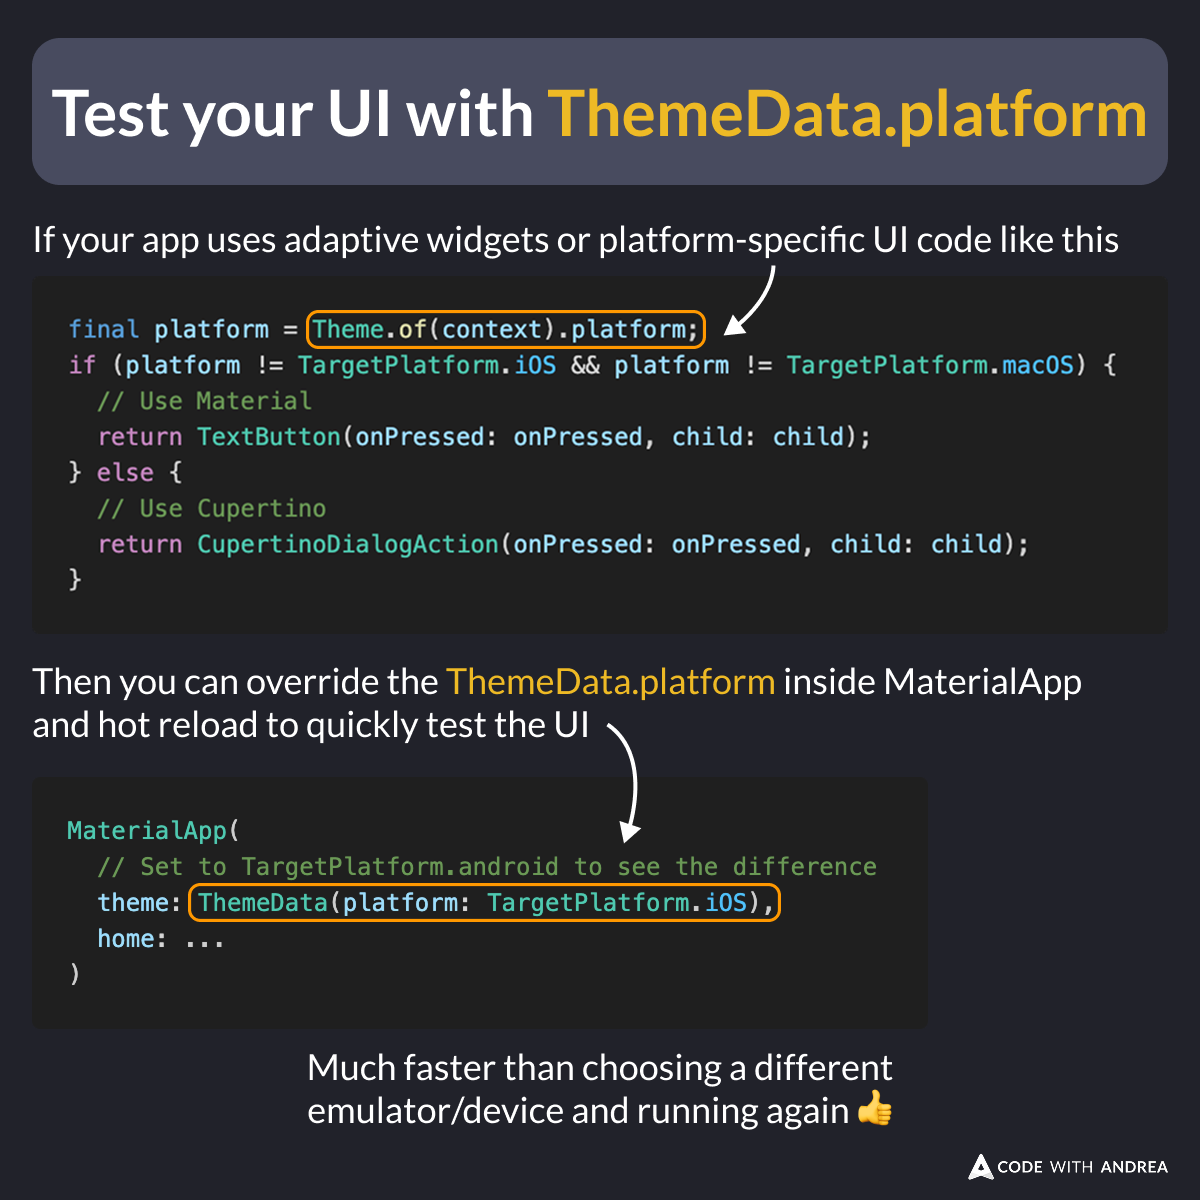 Test your UI with ThemeData.platform
If your app uses adaptive widgets or platform-specific UI code like this
final platform = Theme.of(context).platform;
if (platform != TargetPlatform.iOS && platform != TargetPlatform.macOS) {
  // Use Material
  return TextButton(onPressed: onPressed, child: child);
} else {
  // Use Cupertino
  return CupertinoDialogAction(onPressed: onPressed, child: child);
}
Then you can override the ThemeData.platform inside MaterialApp
and hot reload to quickly test the UI
MaterialApp(
  // Set to TargetPlatform.android to see the difference
  theme: ThemeData(platform: TargetPlatform.iOS),
  home: ...
)
Much faster than choosing a different
emulator/device and running again 👍
CODE WITH ANDREA